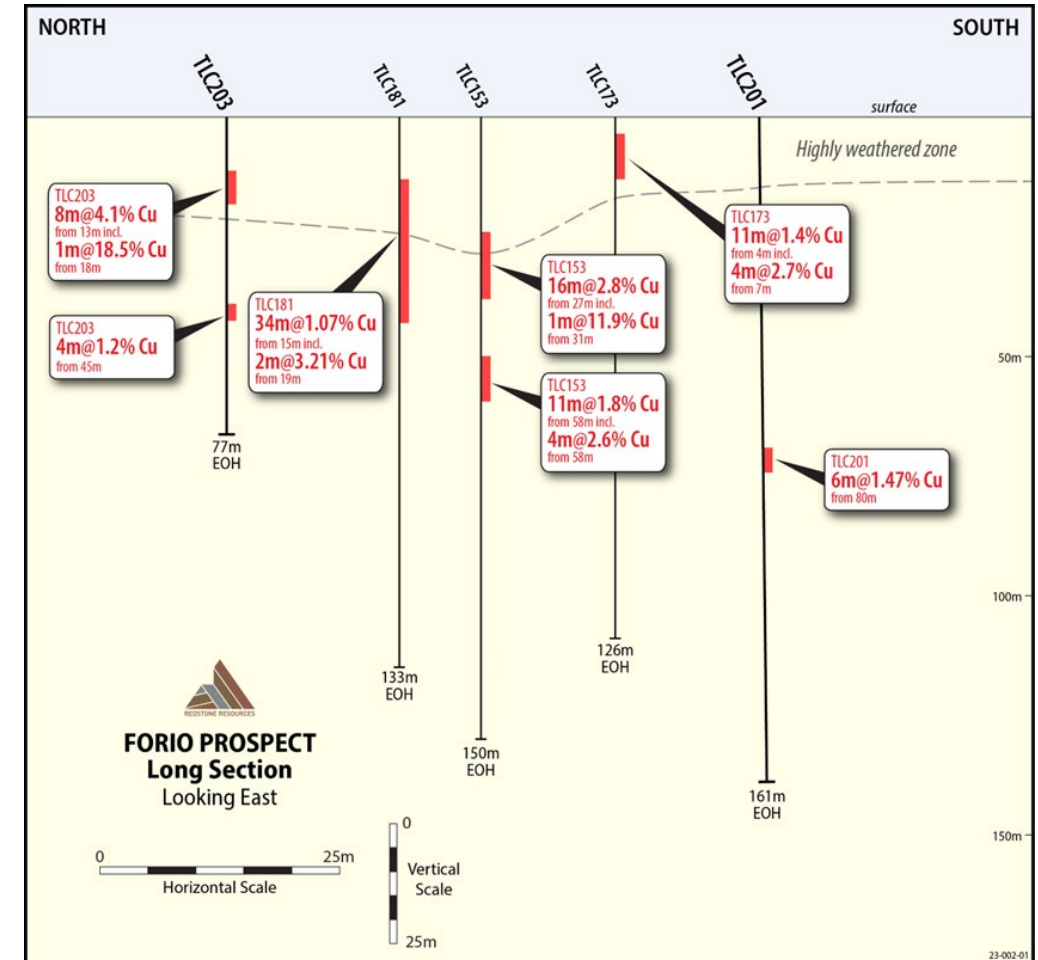 NORTH
SOUTH
TLC203
TLC181
TLC153
TLC173
TLC201
surface
Highly weathered zone
TLC203
8m@4.1% Cu
from 13m incl.
1m@18.5% Cu
from 18m
TLC203
4m@1.2% Cu
from 45m
TLC181
34m@1.07% Cu
from 15m incl.
2m@3.21% Cu
from 19m
TLC153
16m@2.8% Cu
from 27m incl.
1m@11.9% Cu
from 31m
TLC153
11m@1.8% Cu
from 58m incl.
4m@2.6% Cu
from 58m
TLC173
11m@1.4% Cu
from 4m incl.
4m@2.7% Cu
from 7m
TLC201
6m@1.47% Cu
from 80m
50m
100m
150m
77m
EOH
133m
EOH
150m
EOH
126m
EOH
161m
EOH
REDSTONE RESOURCES
FORIO PROSPECT
Long Section
Looking East
0
25m
Horizontal Scale
0
Vertical
Scale
25m
23-002-01